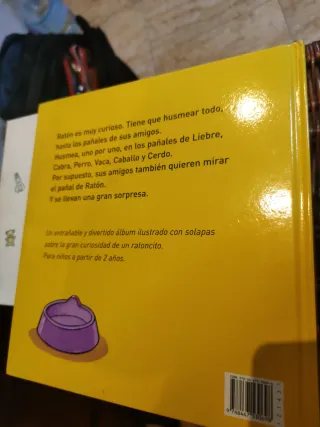 Ratón es muy curioso. Tiene que husmear todo,
hasta los pañales de sus amigos.
Husmea, uno por uno, en los pañales de Liebre,
Cabra, Perro, Vaca, Caballo y Cerdo.
Por supuesto, sus amigos también quieren mirar
el pañal de Ratón.
Y se llevan una gran sorpresa.
Un entrañable y divertido álbum ilustrado con solapas
sobre la gran curiosidad de un ratoncito.
Para niños a partir de 2 años.